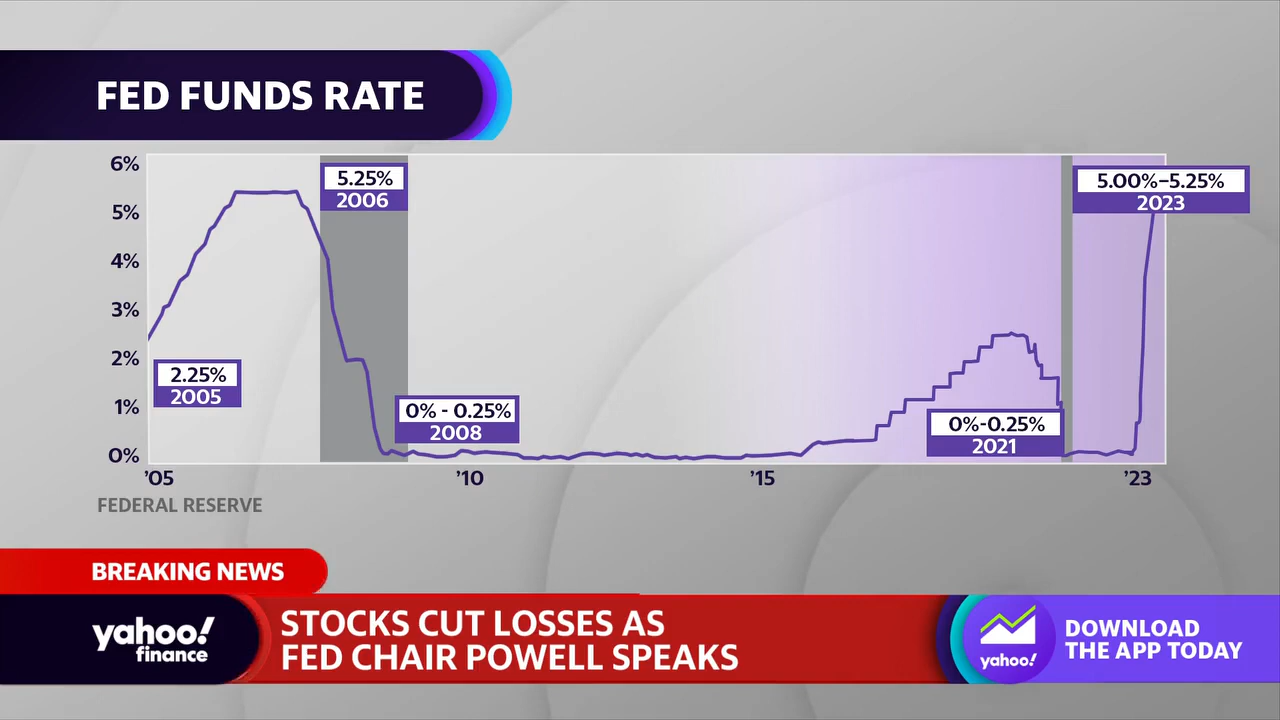 FED FUNDS RATE
6%
5%
4%
3%
2%
1%
0%
5.25%
2006
5.00%–5.25%
2023
2.25%
2005
0% - 0.25%
2008
0%-0.25%
2021
’05
’10
’15
’23
FEDERAL RESERVE
BREAKING NEWS
yahoo!
finance
STOCKS CUT LOSSES AS
FED CHAIR POWELL SPEAKS
yahoo!
DOWNLOAD
THE APP TODAY